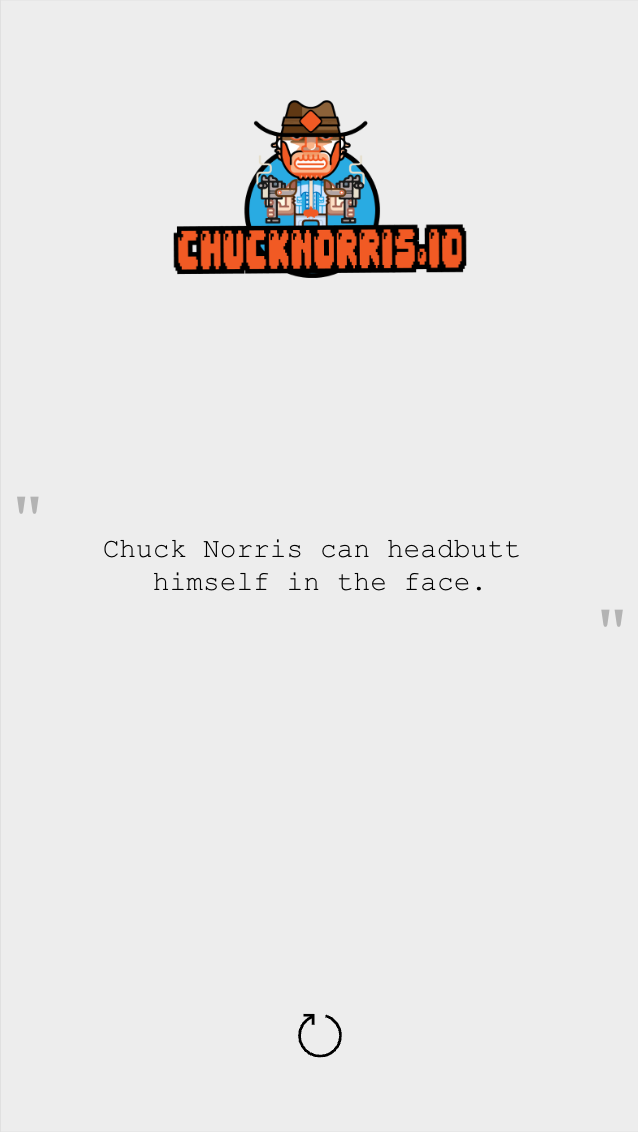 CHUCKNORRIS.IO
"
Chuck Norris can headbutt
himself in the face.
"